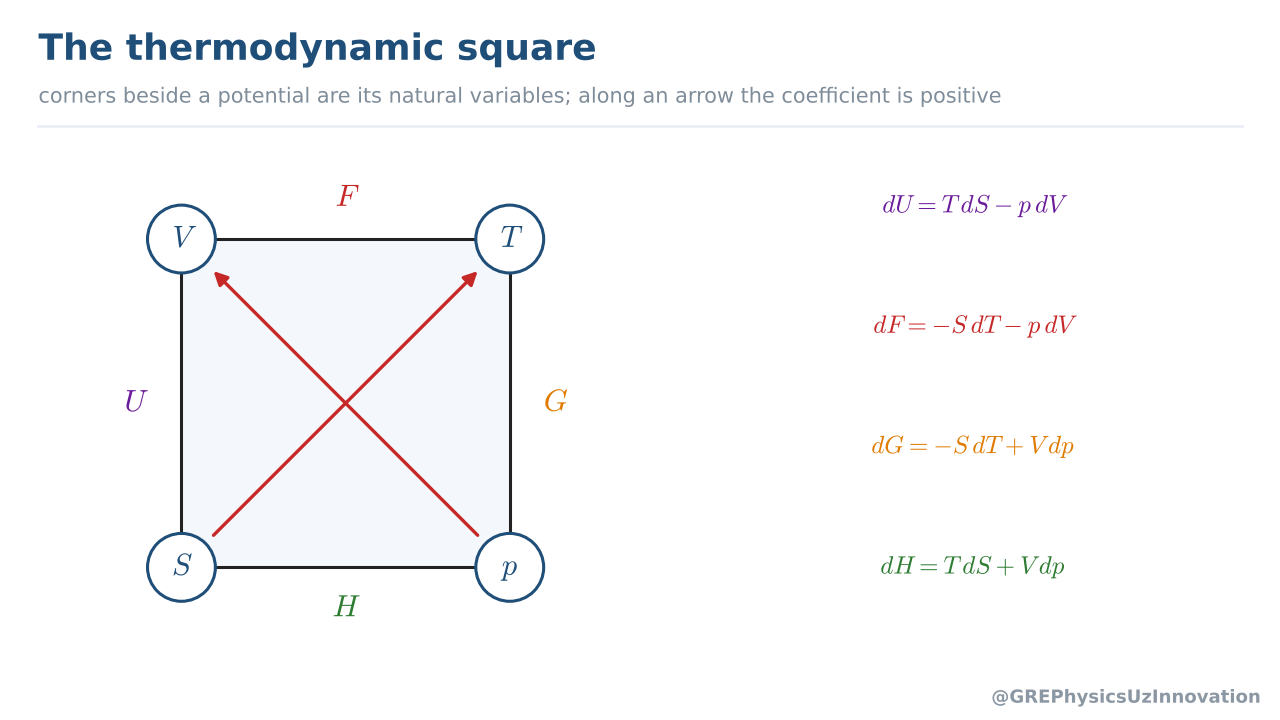 The thermodynamic square
corners beside a potential are its natural variables; along an arrow the coefficient is positive
F
V
T
U
G
S
p
H
dU = T dS − p dV
dF = −S dT − p dV
dG = −S dT + V dp
dH = T dS + V dp
@GREPhysicsUzInnovation